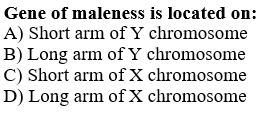 Gene of maleness is located on:
A) Short arm of Y chromosome
B) Long arm of Y chromosome
C) Short arm of X chromosome
D) Long arm of X chromosome